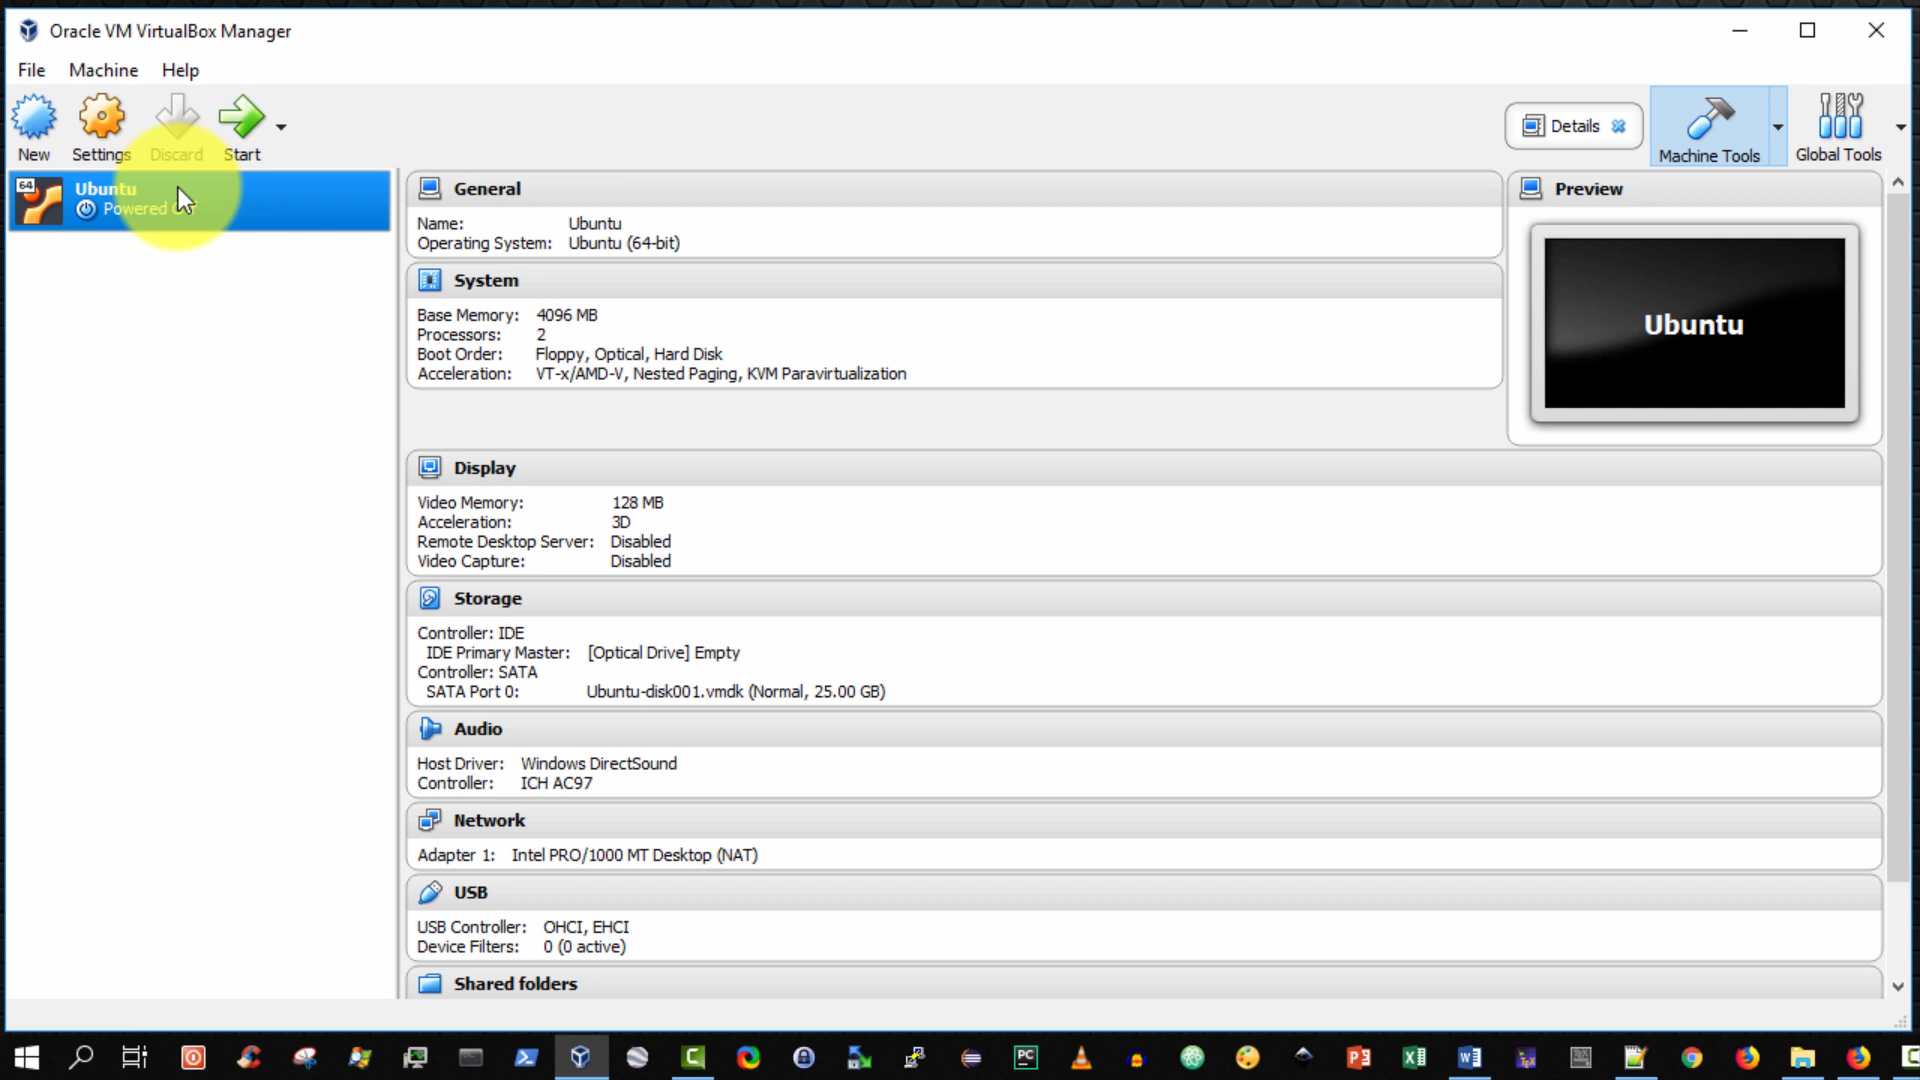 Oracle VM VirtualBox Manager
File Machine Help
New Settings Discard Start
Details
Machine Tools
Global Tools
64
Ubuntu
Powered
General
Name: Ubuntu
Operating System: Ubuntu (64-bit)
System
Base Memory: 4096 MB
Processors: 2
Boot Order: Floppy, Optical, Hard Disk
Acceleration: VT-x/AMD-V, Nested Paging, KVM Paravirtualization
Preview
Ubuntu
Display
Video Memory: 128 MB
Acceleration: 3D
Remote Desktop Server: Disabled
Video Capture: Disabled
Storage
Controller: IDE
IDE Primary Master: [Optical Drive] Empty
Controller: SATA
SATA Port 0: Ubuntu-disk001.vmdk (Normal, 25.00 GB)
Audio
Host Driver: Windows DirectSound
Controller: ICH AC97
Network
Adapter 1: Intel PRO/1000 MT Desktop (NAT)
USB
USB Controller: OHCI, EHCI
Device Filters: 0 (0 active)
Shared folders